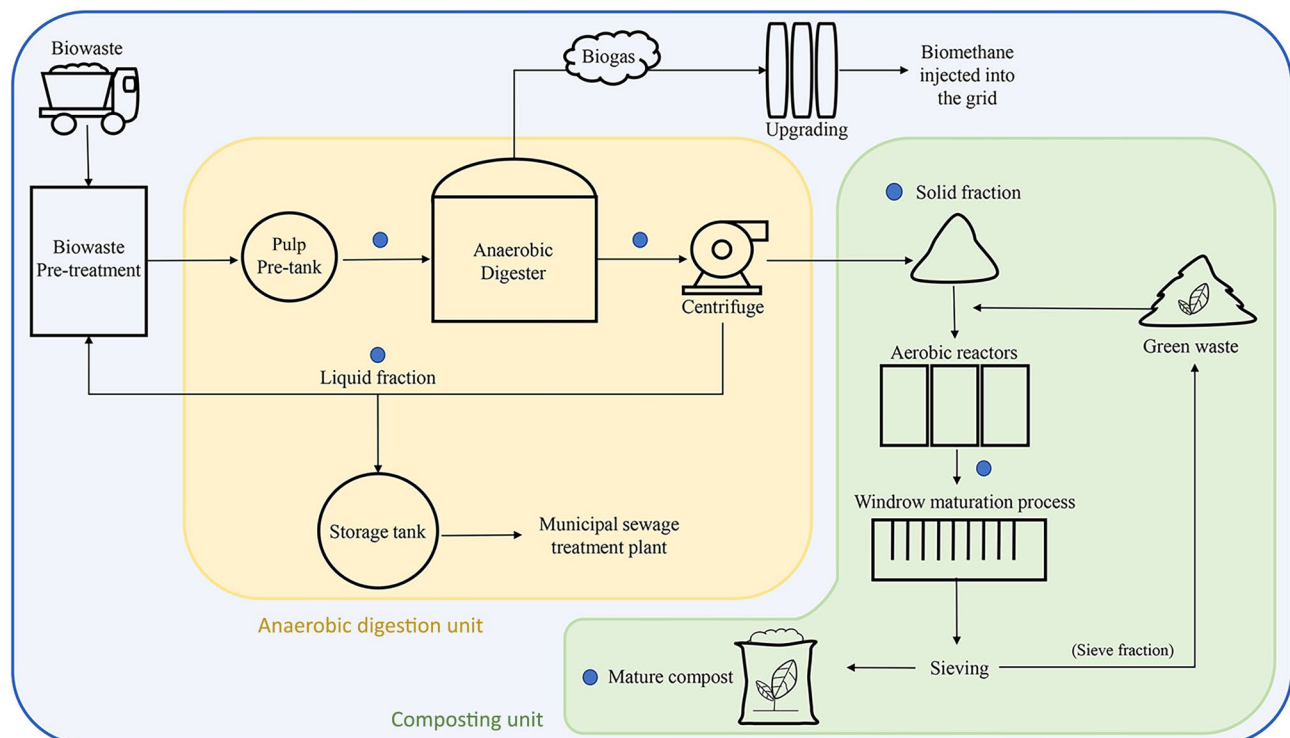 Biowaste
Biogas
Biomethane
injected into
the grid
Upgrading
Biowaste
Pre-treatment
Pulp
Pre-tank
Anaerobic
Digester
Centrifuge
Solid fraction
Green waste
Aerobic reactors
Liquid fraction
Windrow maturation process
Storage tank
Municipal sewage
treatment plant
Anaerobic digestion unit
Sieving
(Sieve fraction)
Mature compost
Composting unit